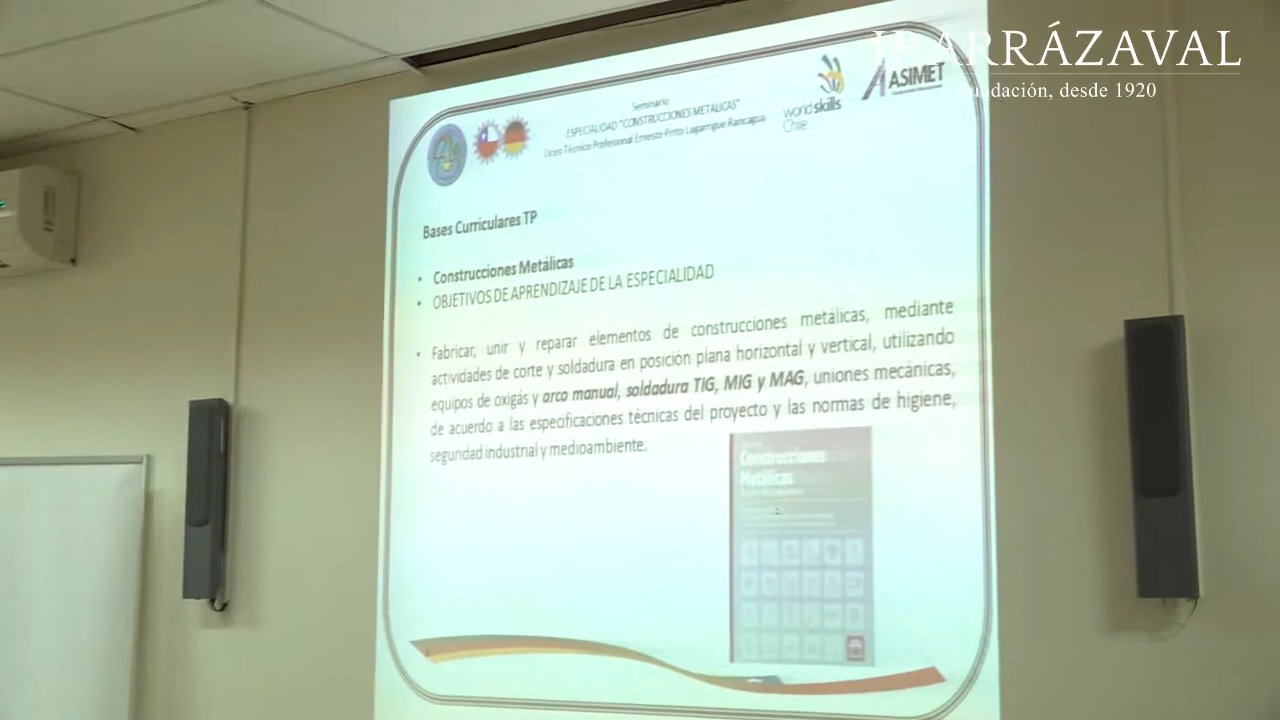 IP ARRÁZAVAL
Fundación, desde 1920
Seminario
ESPECIALIDAD "CONSTRUCCIONES METALICAS"
Liceo Técnico Profesional Ernesto Pinto Lagarrigue Rancagua
worldskills
Chile
ASIMET
Bases Curriculares TP
• Construcciones Metálicas
• OBJETIVOS DE APRENDIZAJE DE LA ESPECIALIDAD
• Fabricar, unir y reparar elementos de construcciones metálicas, mediante
actividades de corte y soldadura en posición plana horizontal y vertical, utilizando
equipos de oxigás y arco manual, soldadura TIG, MIG y MAG, uniones mecánicas,
de acuerdo a las especificaciones técnicas del proyecto y las normas de higiene,
seguridad industrial y medioambiente.
Construcciones
Metálicas